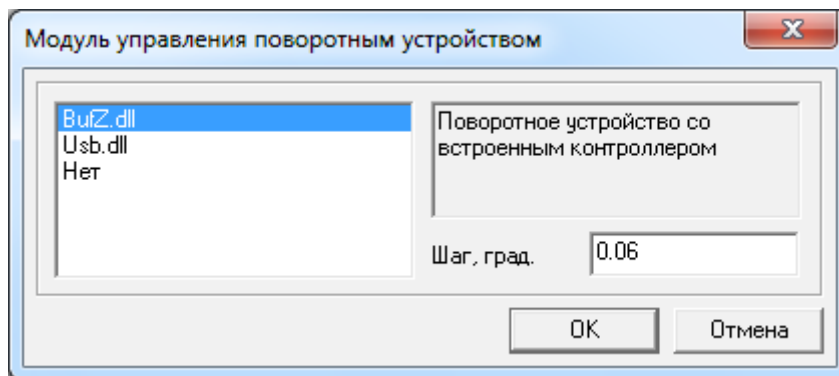 Модуль управления поворотным устройством
BufZ.dll
Usb.dll
Нет
Поворотное устройство со
встроенным контроллером
Шаг, град.
0.06
OK
Отмена